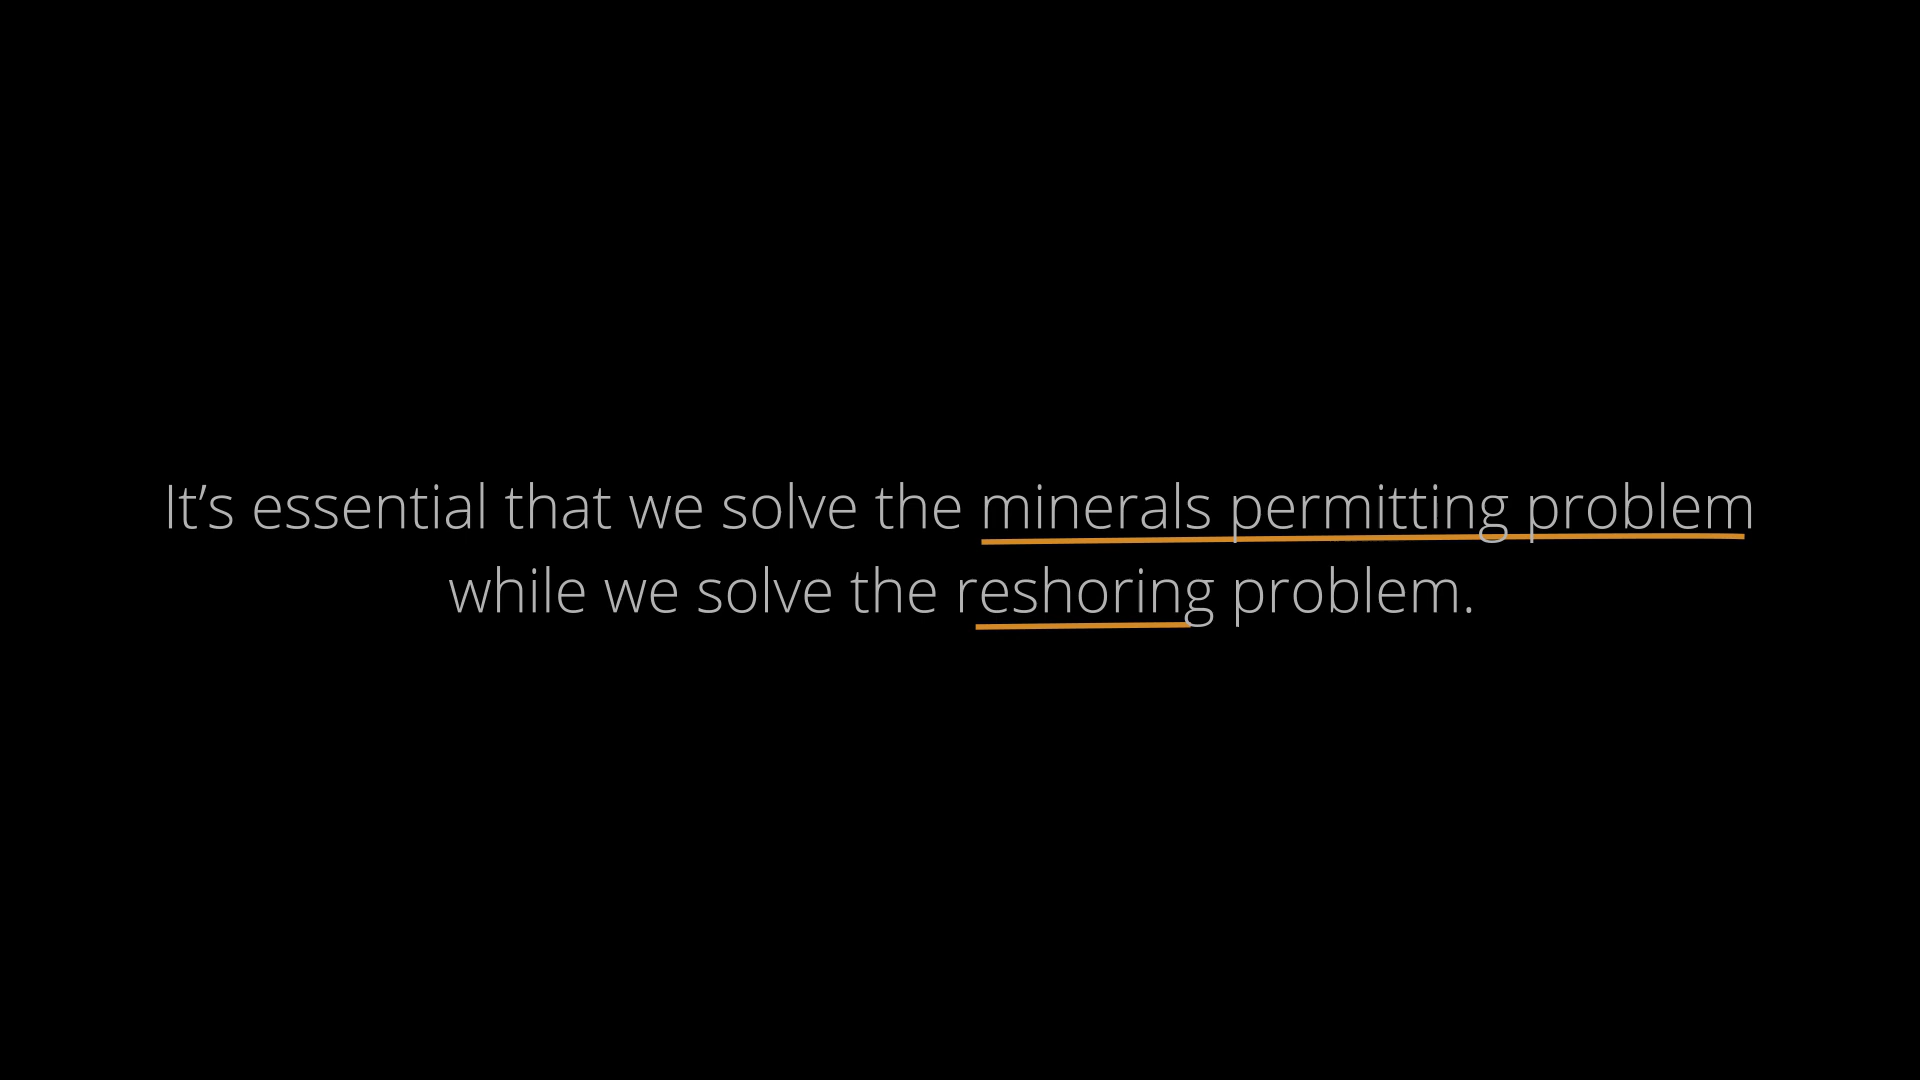 It’s essential that we solve the minerals permitting problem
while we solve the reshoring problem.